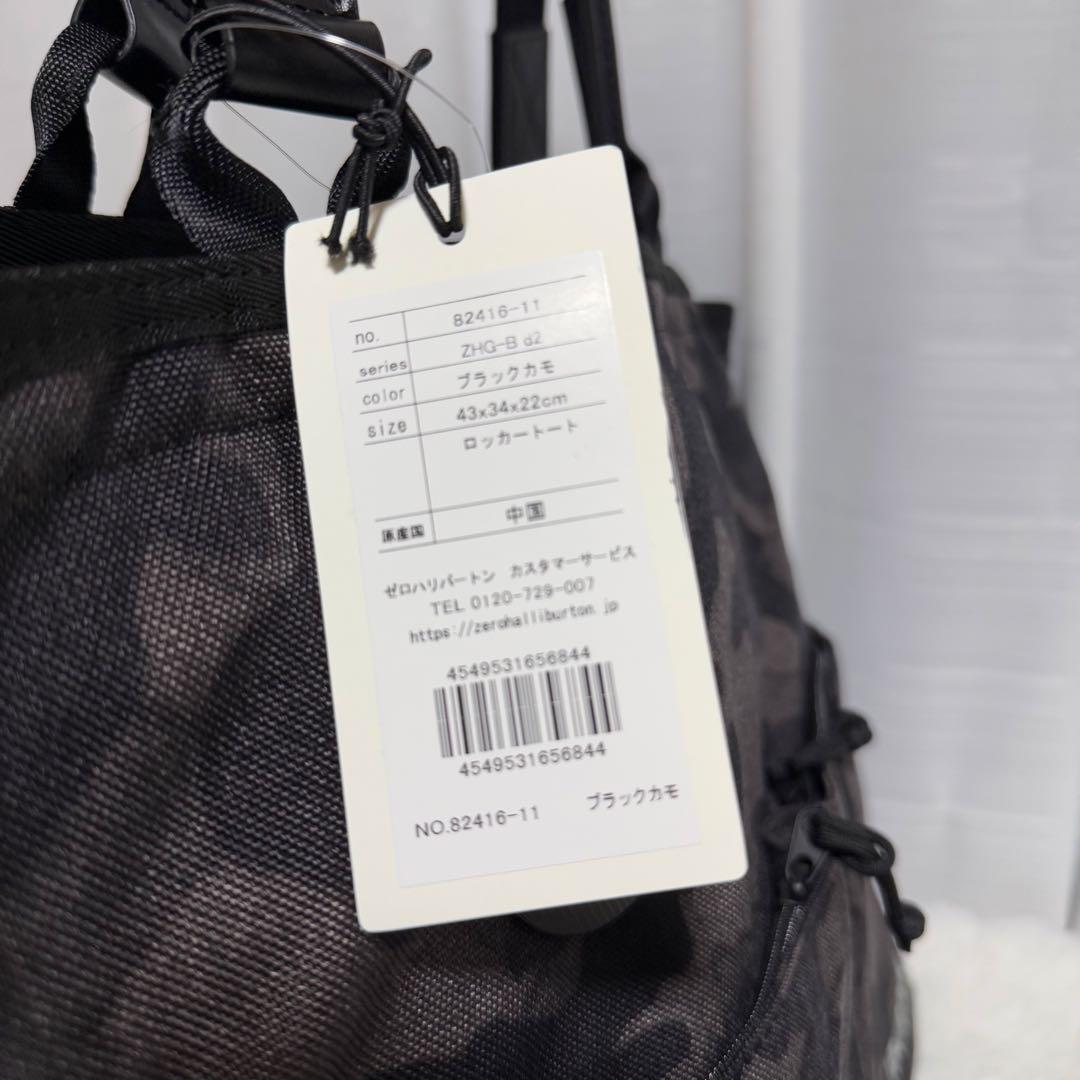 no. 82416-11
series ZHG-B d2
color ブラックカモ
size 43x34x22cm
ロッカートート
原産国 中国
ゼロハリバートン カスタマーサービス
TEL 0120-729-007
https://zerohalliburton.jp
4549531656844
4549531656844
NO.82416-11 ブラックカモ